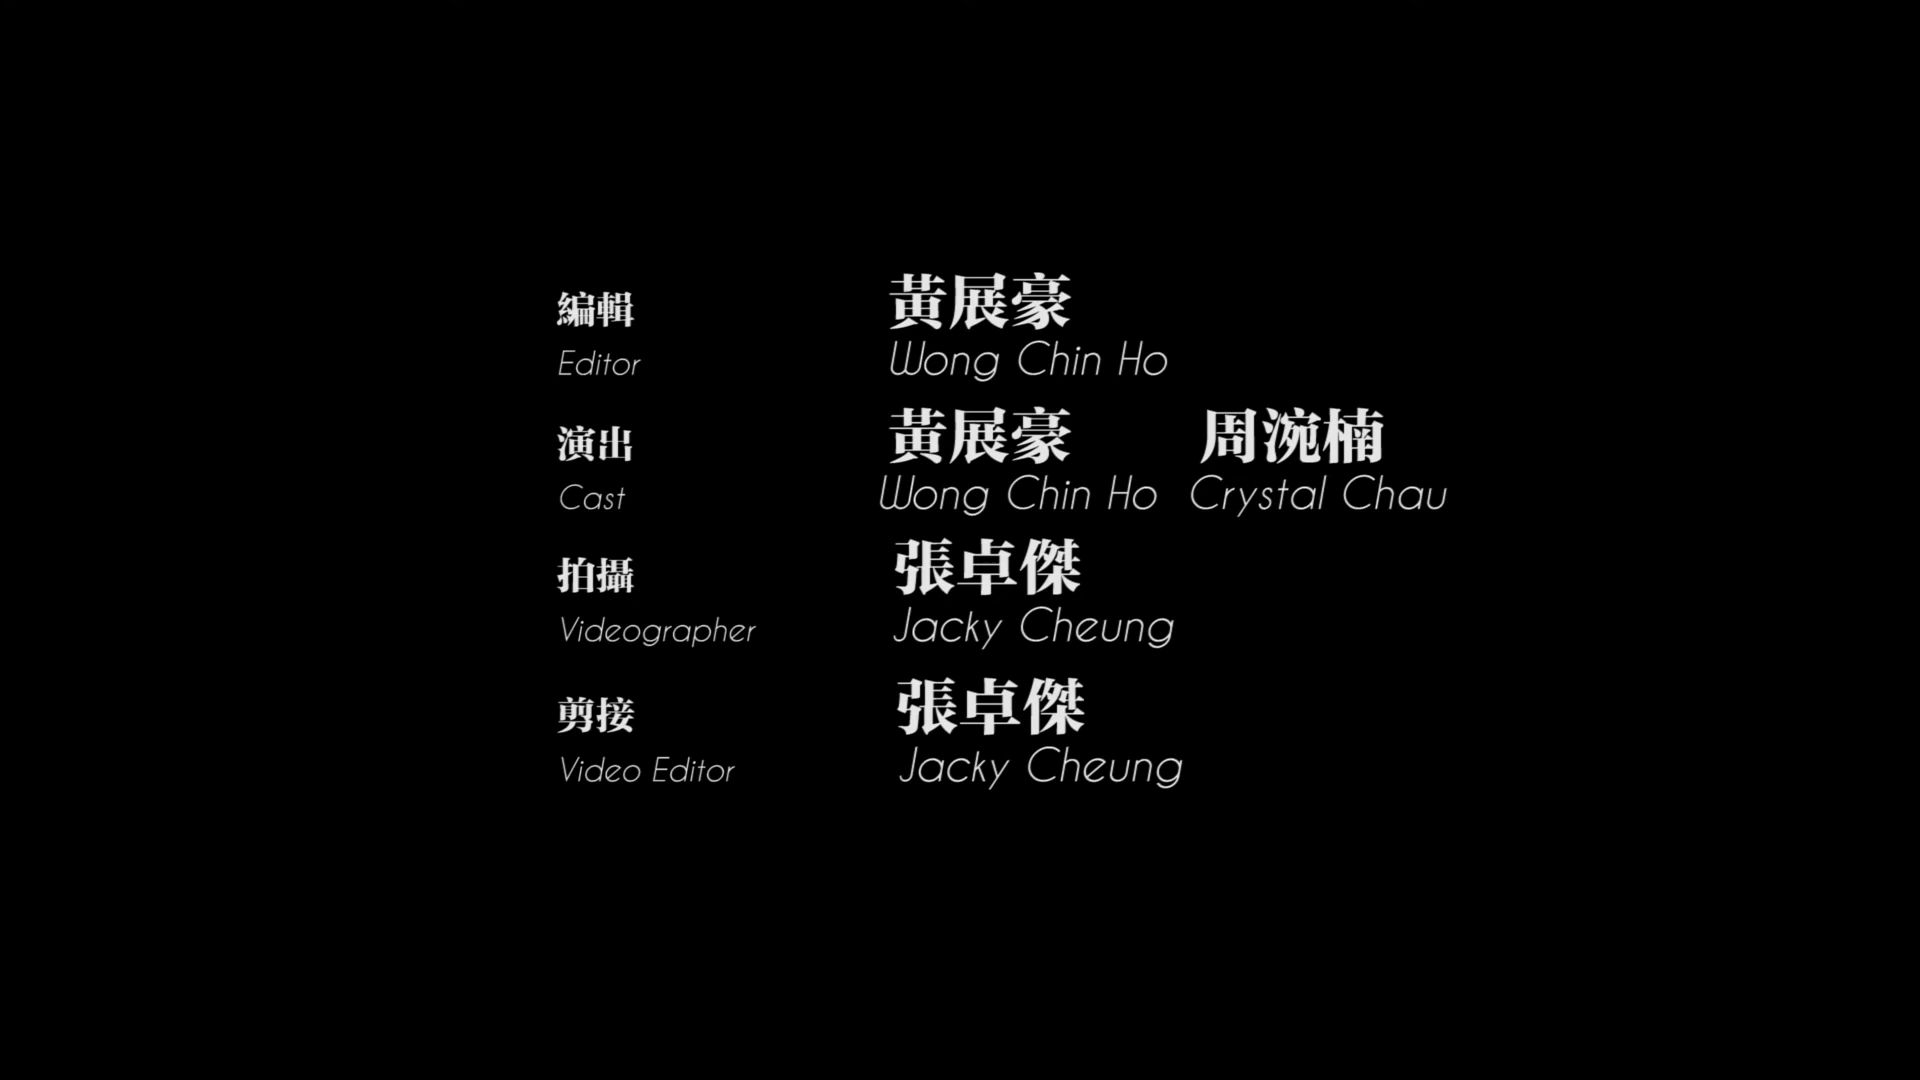 編輯 黃展豪
Editor Wong Chin Ho
演出 黃展豪 周涴楠
Cast Wong Chin Ho Crystal Chau
拍攝 張卓傑
Videographer Jacky Cheung
剪接 張卓傑
Video Editor Jacky Cheung